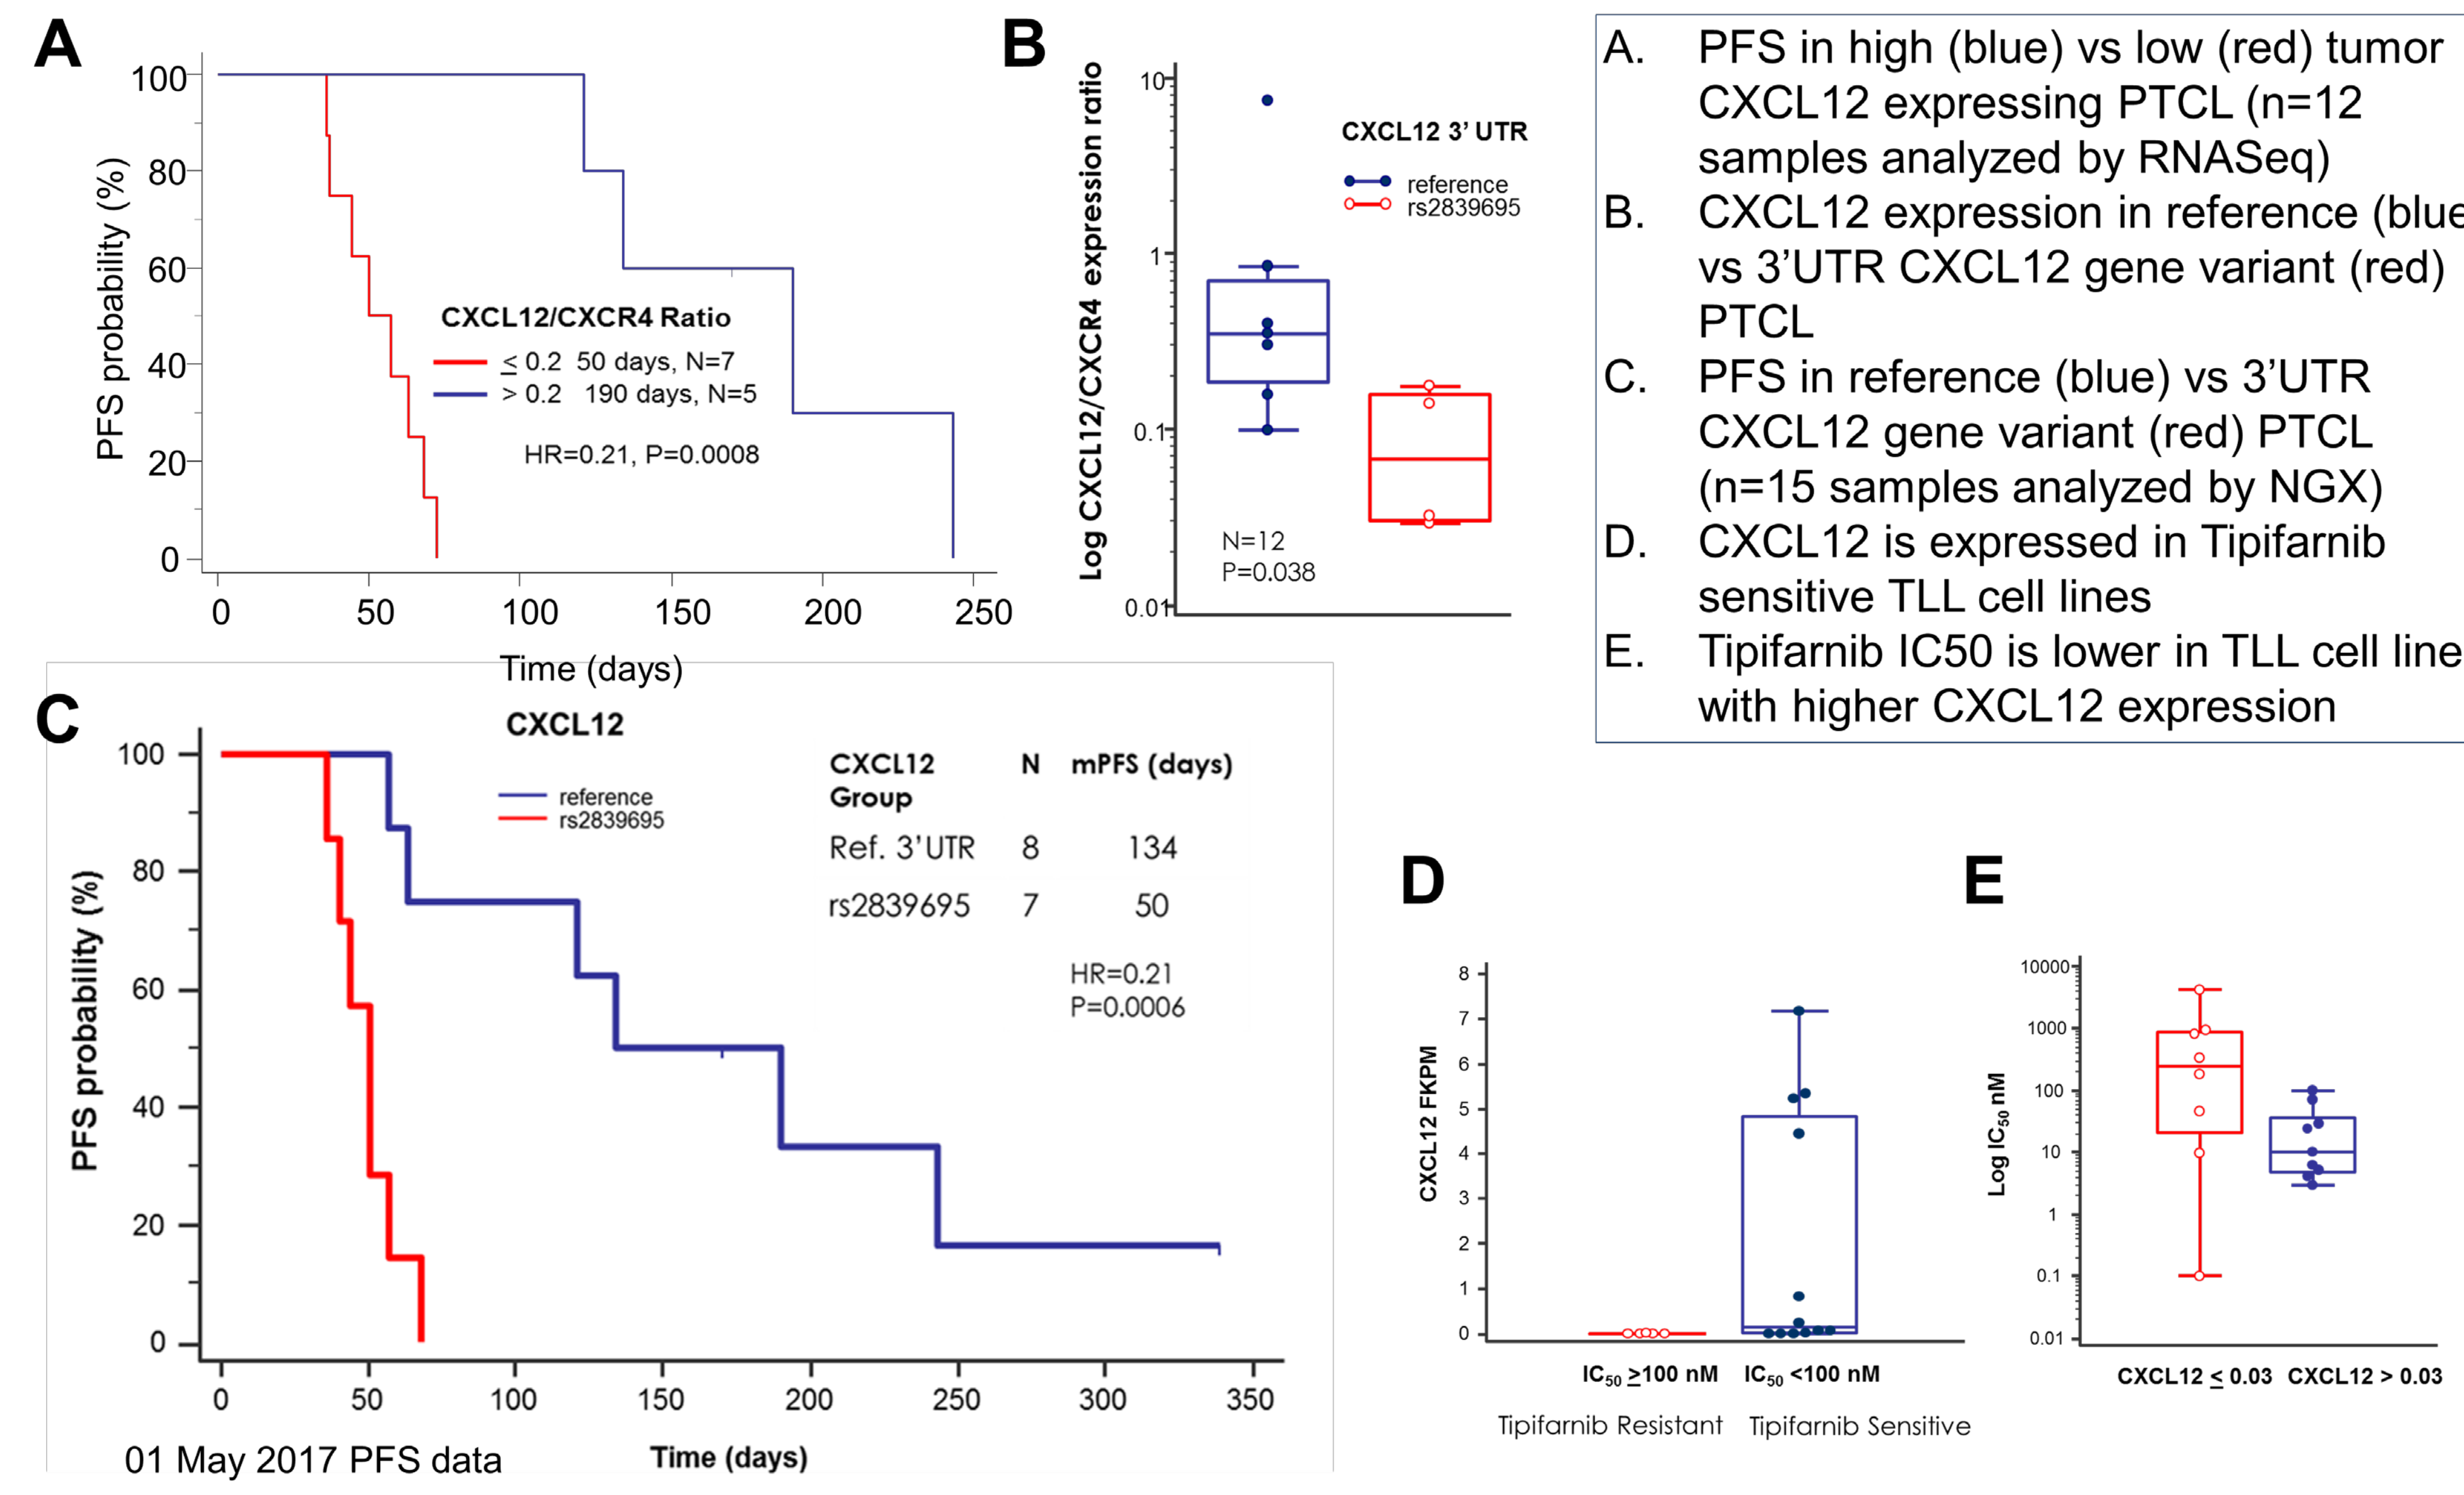 A
100
80
60
40
20
0
PFS probability (%)
CXCL12/CXCR4 Ratio
≤ 0.2 50 days, N=7
> 0.2 190 days, N=5
HR=0.21, P=0.0008
0 50 100 150 200 250
Time (days)
B
Log CXCL12/CXCR4 expression ratio
10
1
0.1
0.01
CXCL12 3’ UTR
reference
rs2839695
N=12
P=0.038
A. PFS in high (blue) vs low (red) tumor
CXCL12 expressing PTCL (n=12
samples analyzed by RNASeq)
B. CXCL12 expression in reference (blue
vs 3’UTR CXCL12 gene variant (red)
PTCL
C. PFS in reference (blue) vs 3’UTR
CXCL12 gene variant (red) PTCL
(n=15 samples analyzed by NGX)
D. CXCL12 is expressed in Tipifarnib
sensitive TLL cell lines
E. Tipifarnib IC50 is lower in TLL cell line
with higher CXCL12 expression
C
CXCL12
reference
rs2839695
CXCL12 Group N mPFS (days)
Ref. 3’UTR 8 134
rs2839695 7 50
HR=0.21
P=0.0006
PFS probability (%)
100
80
60
40
20
0
0 50 100 150 200 250 300 350
01 May 2017 PFS data
Time (days)
D
CXCL12 FKPM
8
7
6
5
4
3
2
1
0
IC50 ≥100 nM IC50 <100 nM
Tipifarnib Resistant Tipifarnib Sensitive
E
Log IC50 nM
10000
1000
100
10
1
0.1
0.01
CXCL12 ≤ 0.03 CXCL12 > 0.03